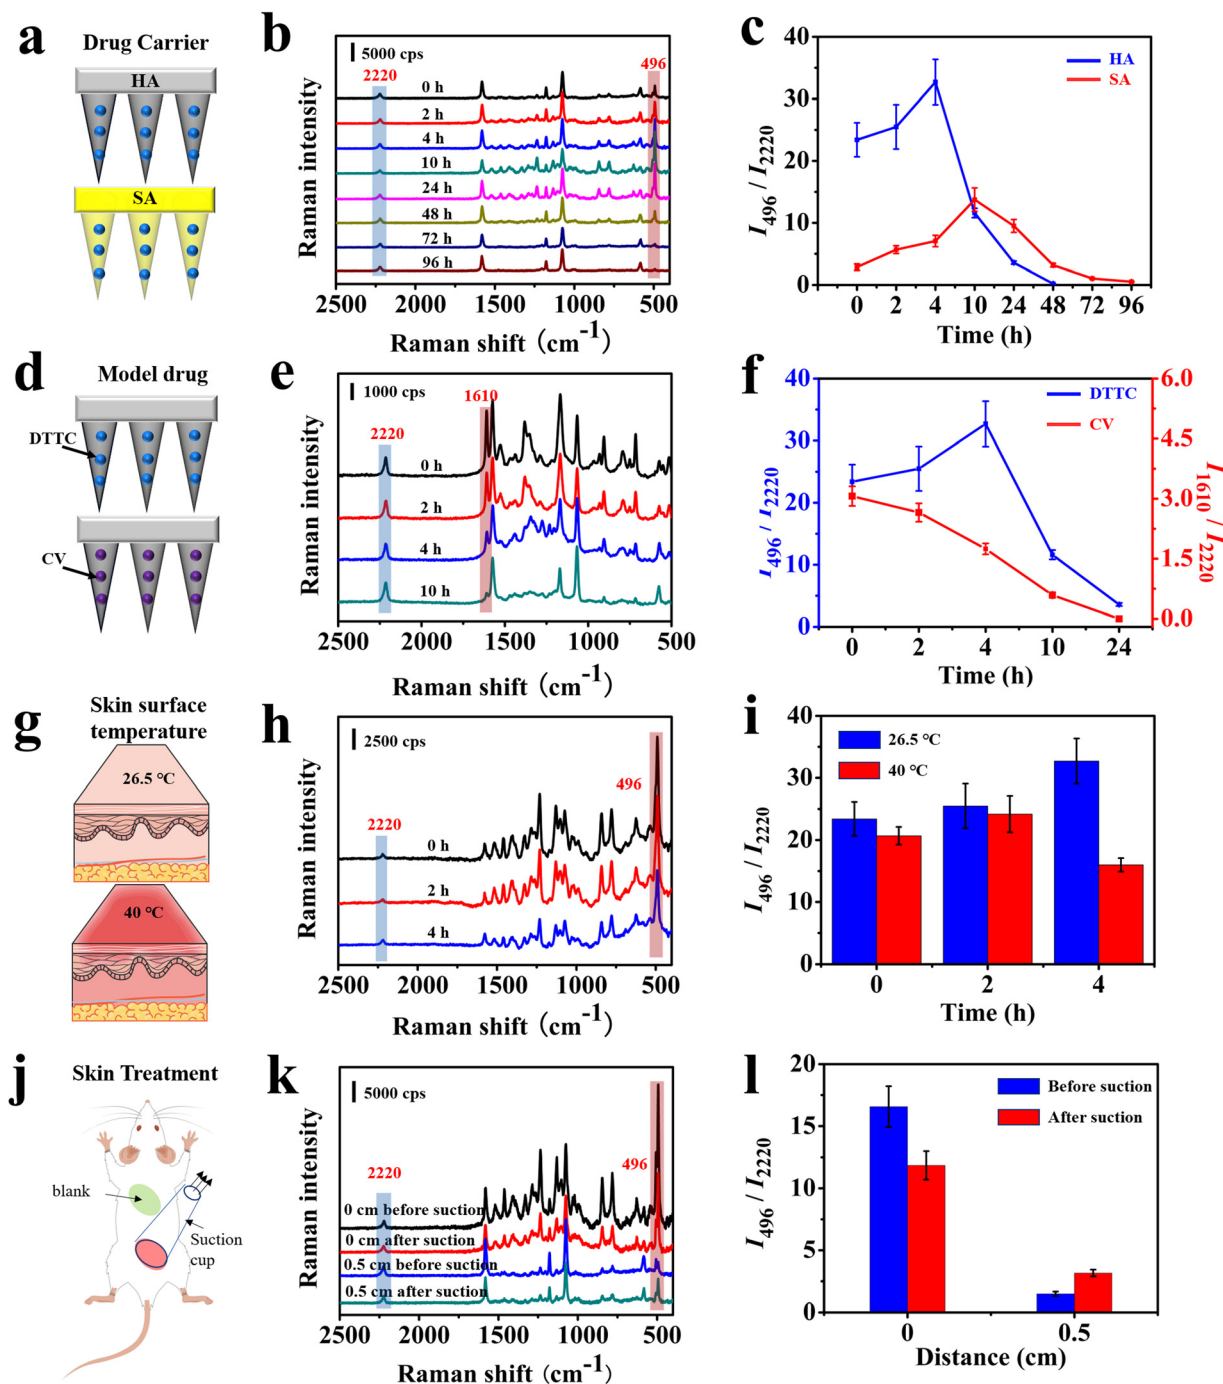 a
Drug Carrier
HA
SA
b
5000 cps
2220
496
0 h
2 h
4 h
10 h
24 h
48 h
72 h
96 h
Raman intensity
2500 2000 1500 1000 500
Raman shift (cm-1)
c
40
30
20
10
0
HA
SA
I496 / I2220
0 2 4 10 24 48 72 96
Time (h)
d
Model drug
DTTC
CV
e
1000 cps
1610
2220
0 h
2 h
4 h
10 h
Raman intensity
2500 2000 1500 1000 500
Raman shift (cm-1)
f
40
30
20
10
0
DTTC
CV
I496 / I2220
6.0
4.5
3.0
1.5
0.0
I1610 / I2220
0 2 4 10 24
Time (h)
g
Skin surface
temperature
26.5 °C
40 °C
h
2500 cps
496
2220
0 h
2 h
4 h
Raman intensity
2500 2000 1500 1000 500
Raman shift (cm-1)
i
40
30
20
10
0
26.5 °C
40 °C
I496 / I2220
0 2 4
Time (h)
j
Skin Treatment
blank
Suction
cup
k
5000 cps
2220
496
0 cm before suction
0 cm after suction
0.5 cm before suction
0.5 cm after suction
Raman intensity
2500 2000 1500 1000 500
Raman shift (cm-1)
l
20
15
10
5
0
Before suction
After suction
I496 / I2220
0 0.5
Distance (cm)